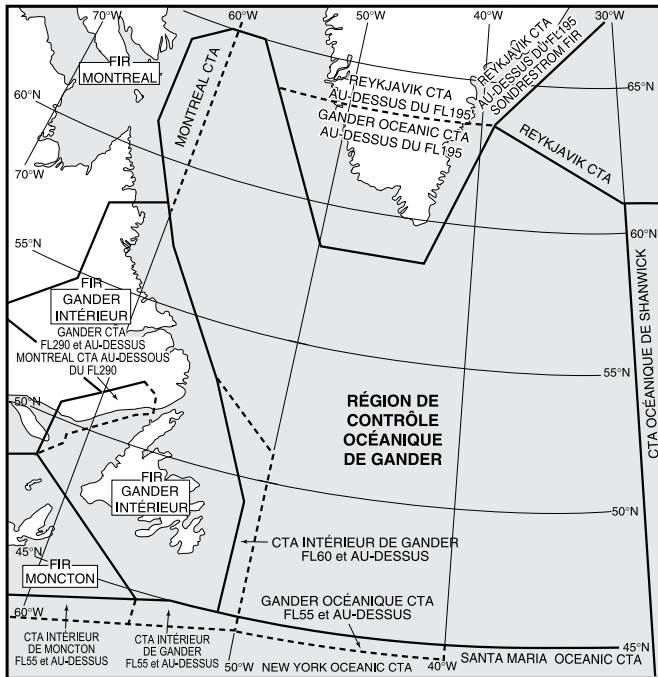 60°W
50°W
40°W
30°W
FIR
MONTREAL
MONTREAL CTA
REYKJAVIK CTA
AU-DESSUS DU FL195
GANDER OCEANIC CTA
AU-DESSUS DU FL195
REYKJAVIK CTA
AU-DESSUS DU FL195
SONDRESTROM FIR
65°N
60°N
REYKJAVIK CTA
70°W
60°N
55°N
FIR
GANDER
INTÉRIEUR
GANDER CTA
FL290 et AU-DESSUS
MONTREAL CTA AU-DESSOUS
DU FL290
CTA OCÉANIQUE DE SHANWICK
55°N
50°N
RÉGION DE
CONTRÔLE
OCÉANIQUE
DE GANDER
FIR
GANDER
INTÉRIEUR
50°N
CTA INTÉRIEUR DE GANDER
FL60 et AU-DESSUS
45°N
FIR
MONCTON
GANDER OCÉANIQUE CTA
FL55 et AU-DESSUS
60°W
CTA INTÉRIEUR
DE MONCTON
FL55 et AU-DESSUS
CTA INTÉRIEUR
DE GANDER
FL55 et AU-DESSUS
50°W
NEW YORK OCEANIC CTA
40°W
SANTA MARIA OCEANIC CTA
45°N